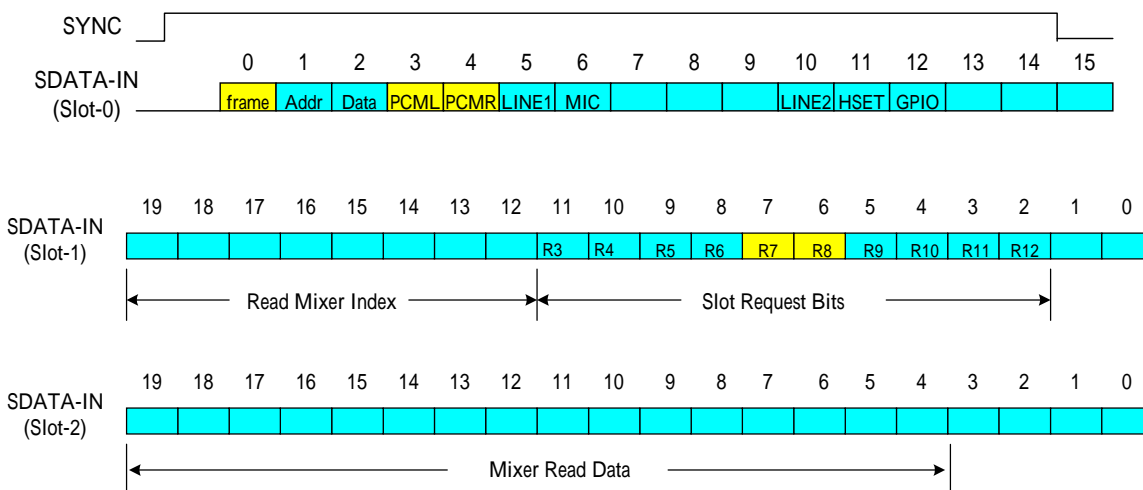 SYNC
0 1 2 3 4 5 6 7 8 9 10 11 12 13 14 15
SDATA-IN
(Slot-0)
frame Addr Data PCML PCMR LINE1 MIC LINE2 HSET GPIO
19 18 17 16 15 14 13 12 11 10 9 8 7 6 5 4 3 2 1 0
SDATA-IN
(Slot-1)
R3 R4 R5 R6 R7 R8 R9 R10 R11 R12
Read Mixer Index Slot Request Bits
19 18 17 16 15 14 13 12 11 10 9 8 7 6 5 4 3 2 1 0
SDATA-IN
(Slot-2)
Mixer Read Data